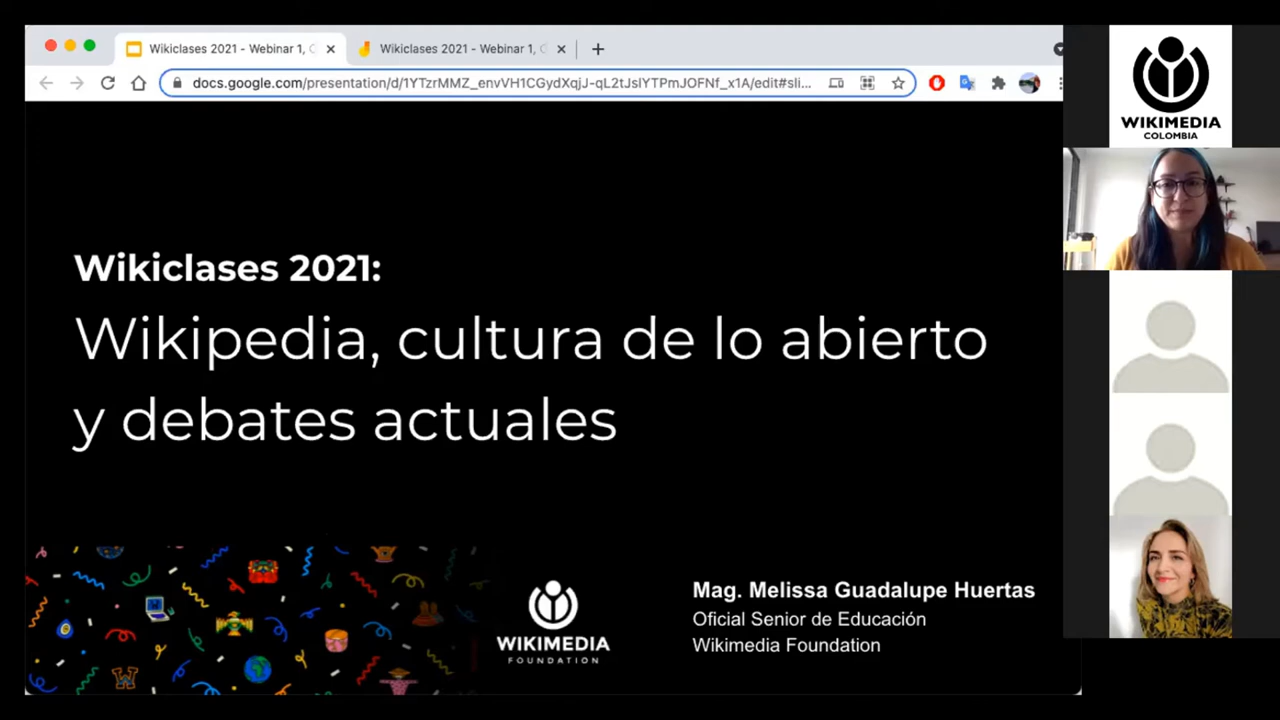 Wikiclases 2021 - Webinar 1, C
Wikiclases 2021 - Webinar 1, C
docs.google.com/presentation/d/1YTzrMMZ_envVH1CGydXqjJ-qL2tJsIYTPmJOFNf_x1A/edit#sli...
WIKIMEDIA
COLOMBIA
Wikiclases 2021:
Wikipedia, cultura de lo abierto
y debates actuales
WIKIMEDIA
FOUNDATION
Mag. Melissa Guadalupe Huertas
Oficial Senior de Educación
Wikimedia Foundation